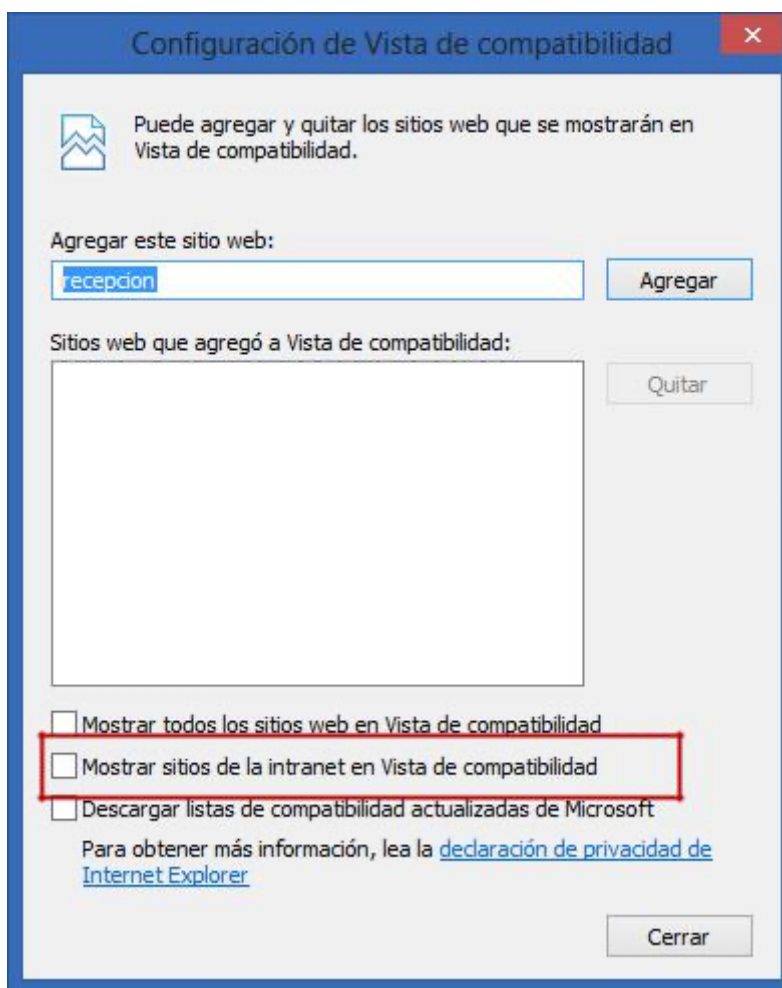 Configuración de Vista de compatibilidad
Puede agregar y quitar los sitios web que se mostrarán en
Vista de compatibilidad.
Agregar este sitio web:
recepcion
Agregar
Sitios web que agregó a Vista de compatibilidad:
Quitar
Mostrar todos los sitios web en Vista de compatibilidad
Mostrar sitios de la intranet en Vista de compatibilidad
Descargar listas de compatibilidad actualizadas de Microsoft
Para obtener más información, lea la declaración de privacidad de
Internet Explorer
Cerrar